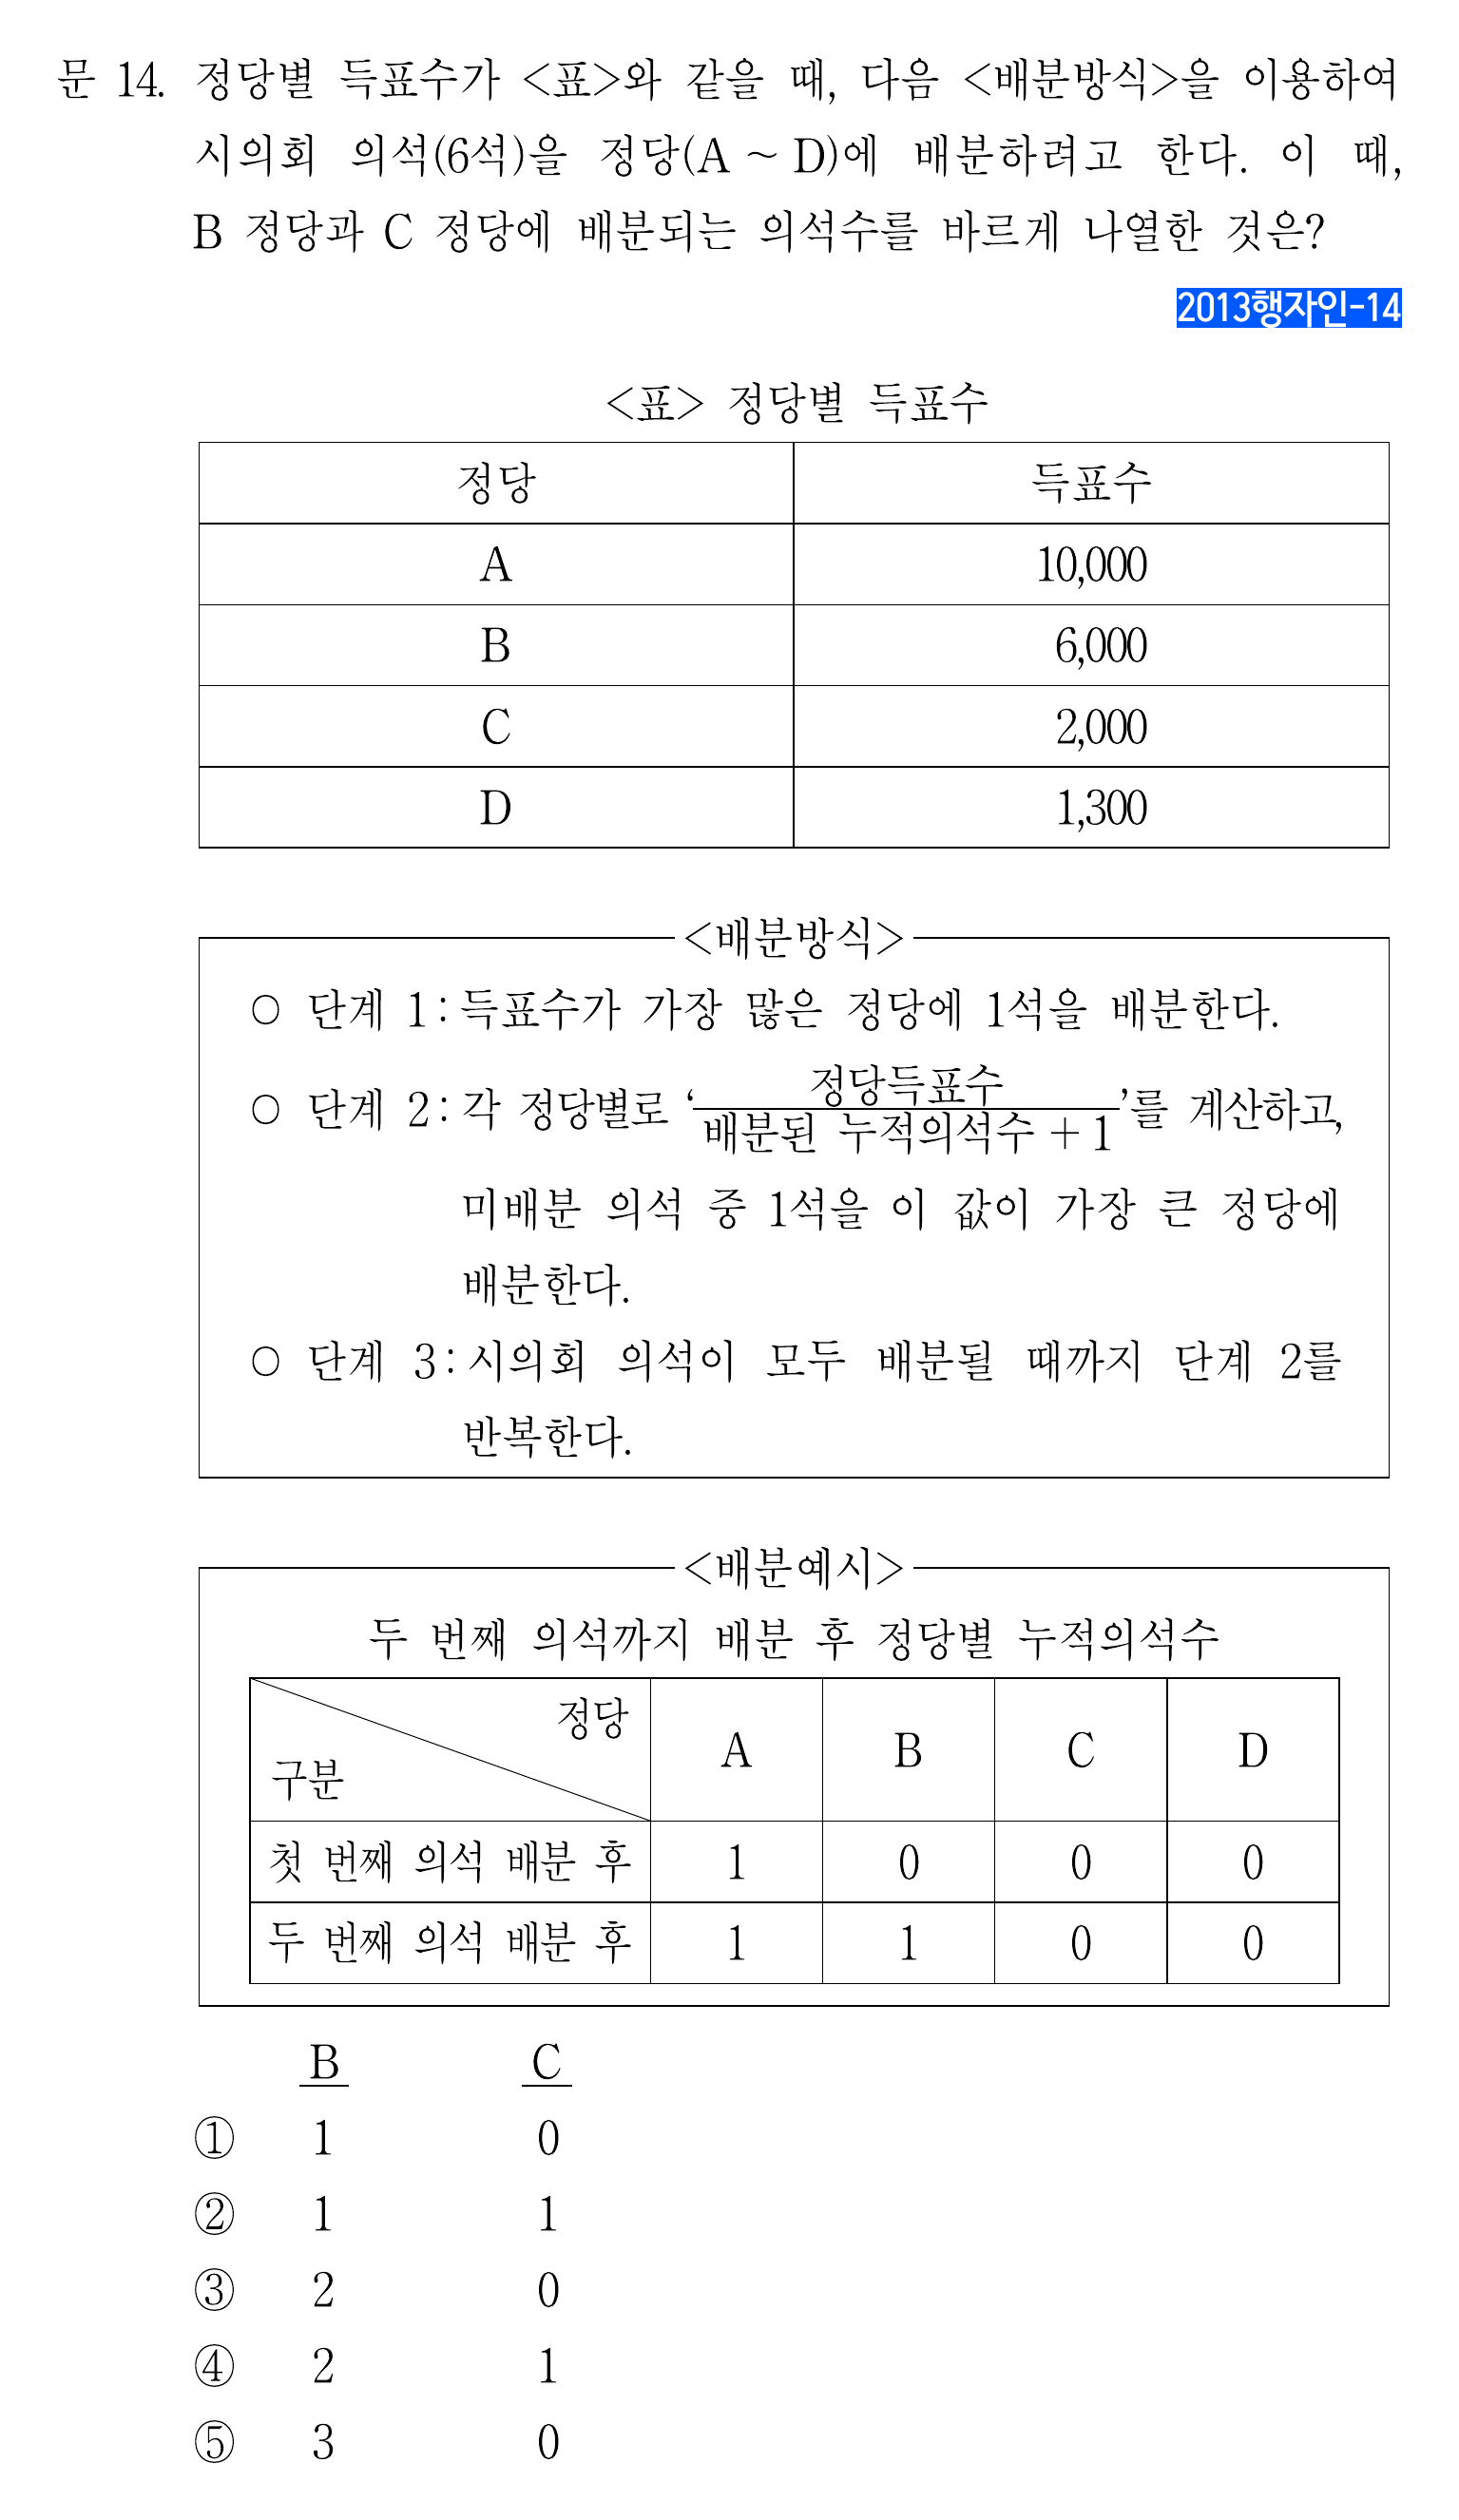 문 14. 정당별 득표수가 <표>와 같을 때, 다음 <배분방식>을 이용하여
시의회 의석(6석)을 정당(A ~ D)에 배분하려고 한다. 이 때,
B 정당과 C 정당에 배분되는 의석수를 바르게 나열한 것은?
2013행자인-14
<표> 정당별 득표수
정당 득표수
A 10,000
B 6,000
C 2,000
D 1,300
<배분방식>
○ 단계 1 : 득표수가 가장 많은 정당에 1석을 배분한다.
정당득표수
○ 단계 2 : 각 정당별로 ‘ ’를 계산하고,
배분된 누적의석수 + 1
미배분 의석 중 1석을 이 값이 가장 큰 정당에
배분한다.
○ 단계 3 : 시의회 의석이 모두 배분될 때까지 단계 2를
반복한다.
<배분예시>
두 번째 의석까지 배분 후 정당별 누적의석수
정당
구분 A B C D
첫 번째 의석 배분 후 1 0 0 0
두 번째 의석 배분 후 1 1 0 0
B C
① 1 0
② 1 1
③ 2 0
④ 2 1
⑤ 3 0